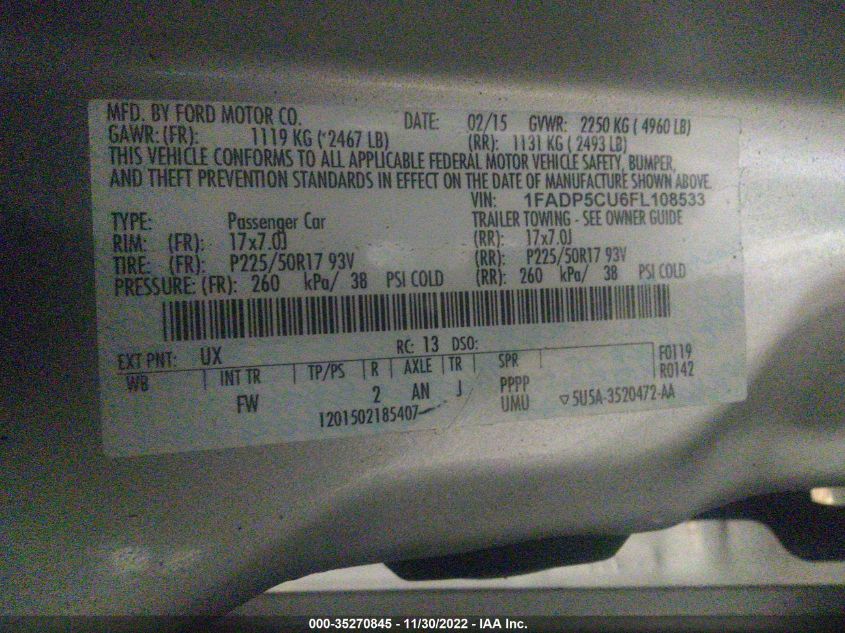 MFD. BY FORD MOTOR CO. DATE: 02/15 GVWR: 2250 KG ( 4960 LB)
GAWR: (FR): 1119 KG ( 2467 LB) (RR): 1131 KG ( 2493 LB)
THIS VEHICLE CONFORMS TO ALL APPLICABLE FEDERAL MOTOR VEHICLE SAFETY, BUMPER,
AND THEFT PREVENTION STANDARDS IN EFFECT ON THE DATE OF MANUFACTURE SHOWN ABOVE.
VIN: 1FADP5CU6FL108533
TYPE: Passenger Car TRAILER TOWING - SEE OWNER GUIDE
RIM: (FR): 17x7.0J (RR): 17x7.0J
TIRE: (FR): P225/50R17 93V (RR): P225/50R17 93V
PRESSURE: (FR): 260 kPa/ 38 PSI COLD (RR): 260 kPa/ 38 PSI COLD
EXT PNT: UX RC: 13 DSO: F0119
WB INT TR TP/PS R AXLE TR SPR R0142
FW 2 AN J PPPP
1201502185407 UMU ▽5U5A-3520472-AA
000-35270845 - 11/30/2022 - IAA Inc.